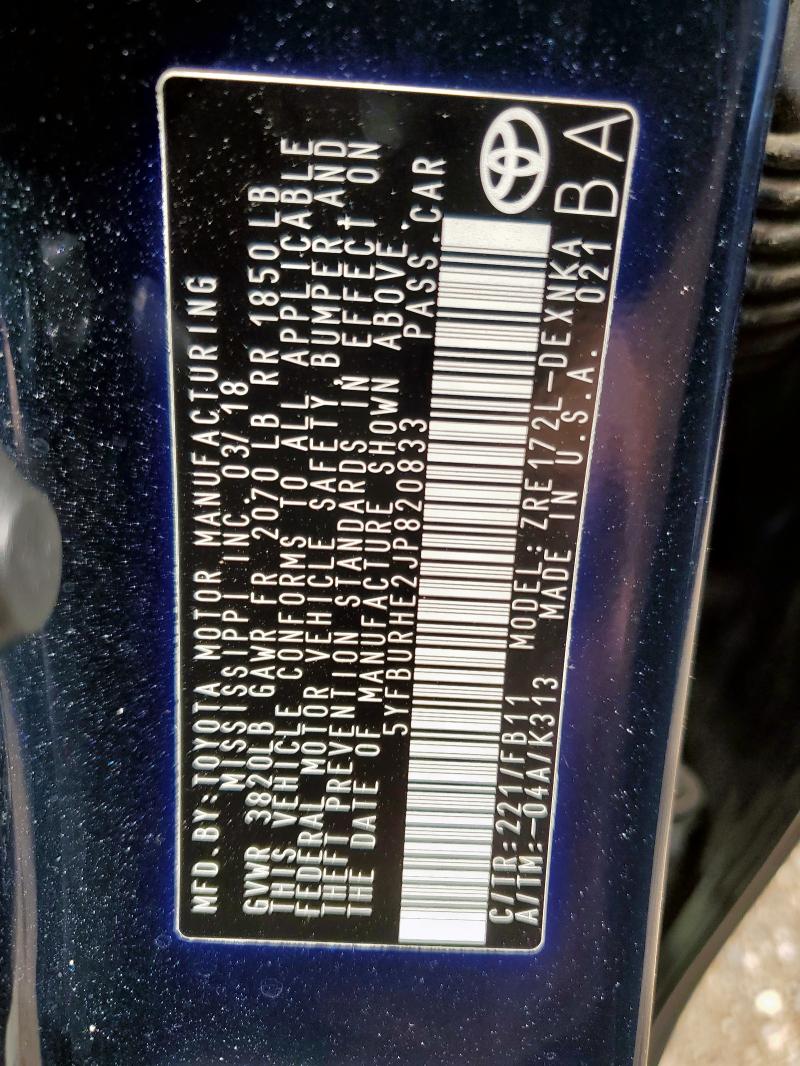 MFD.BY:TOYOTA MOTOR MANUFACTURING
MISSISSIPPI INC.03/18
GVWR 3820LB GAWR FR 2070 LB RR 1850 LB
THIS VEHICLE CONFORMS TO ALL APPLICABLE
FEDERAL MOTOR VEHICLE SAFETY,BUMPER AND
THEFT PREVENTION STANDARDS IN EFFECT ON
THE DATE OF MANUFACTURE SHOWN ABOVE.
5YFBURHE2JP820833 PASS.CAR
C/TR:221/FB11 MODEL:ZRE172L-DEXNKA
A/TM:-04A/K313 MADE IN U.S.A. 021
BA